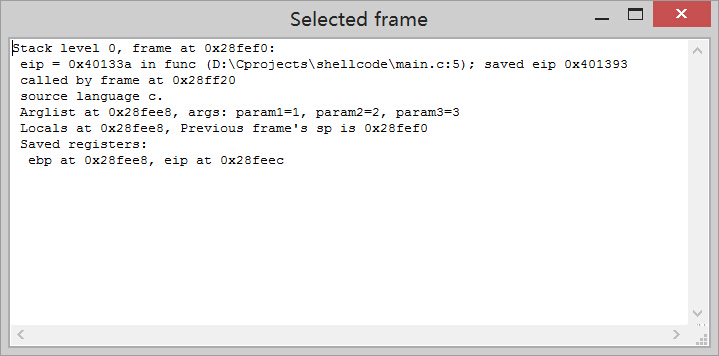 Selected frame
Stack level 0, frame at 0x28fef0:
 eip = 0x40133a in func (D:\Cprojects\shellcode\main.c:5); saved eip 0x401393
 called by frame at 0x28ff20
 source language c.
 Arglist at 0x28fee8, args: param1=1, param2=2, param3=3
 Locals at 0x28fee8, Previous frame's sp is 0x28fef0
 Saved registers:
  ebp at 0x28fee8, eip at 0x28feec